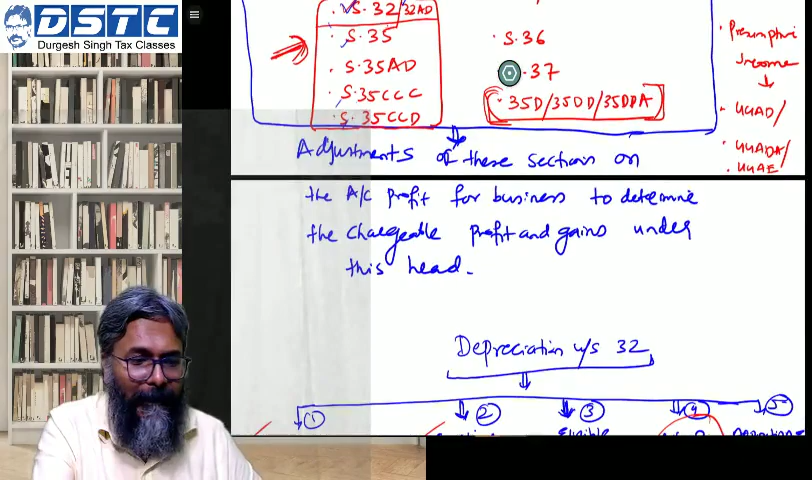 DSTC
Durgesh Singh Tax Classes
S.32/32AD
S.35
S.35AD
S.35CCC
S.35CCD
S.36
.37
35D/35DD/35DDA
Presumptive
Income
44AD/
44ADA/
44AE
Adjustments of these sections on
the A/C profit for business to determine
the chargeable profit and gains under
this head.
Depreciation u/s 32
1
2
3
4
5